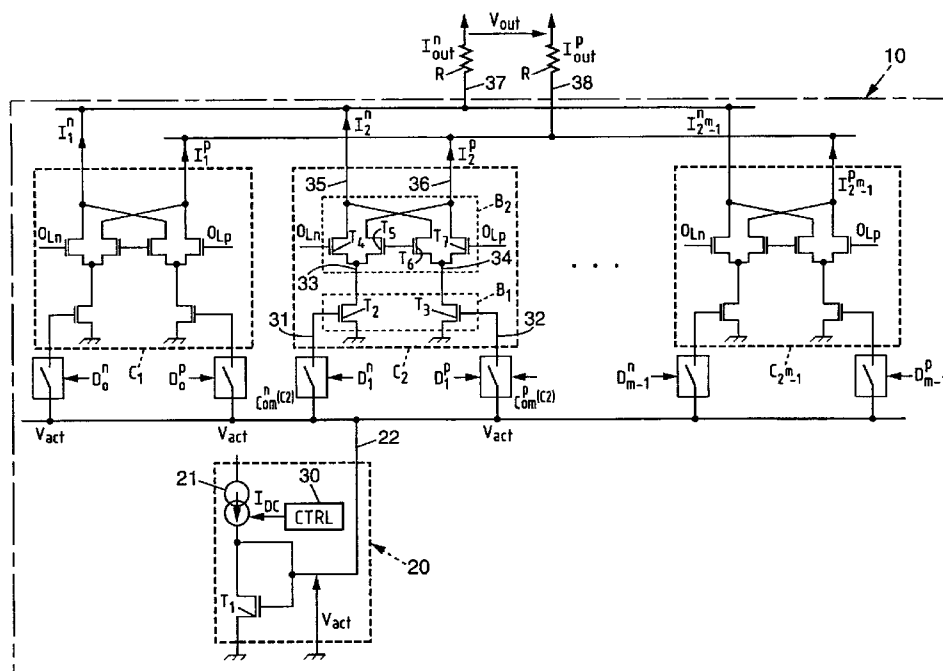 V_out
I^n_out
I^p_out
R
R
37
38
10
I^n_1
I^p_1
I^n_2
I^p_2
I^n_2^m-1
I^p_2^m-1
35
36
B_2
O_Ln
O_Lp
O_Ln
T_4
T_5
T_6
T_7
O_Lp
O_Ln
O_Lp
33
34
. . .
B_1
T_2
T_3
31
32
C_1
C_2
C_2^m-1
D^n_0
D^p_0
D^n_1
D^p_1
D^n_m-1
D^p_m-1
C^n_om(C2)
C^p_om(C2)
V_act
V_act
V_act
22
21
I_DC
30
CTRL
20
T_1
V_act